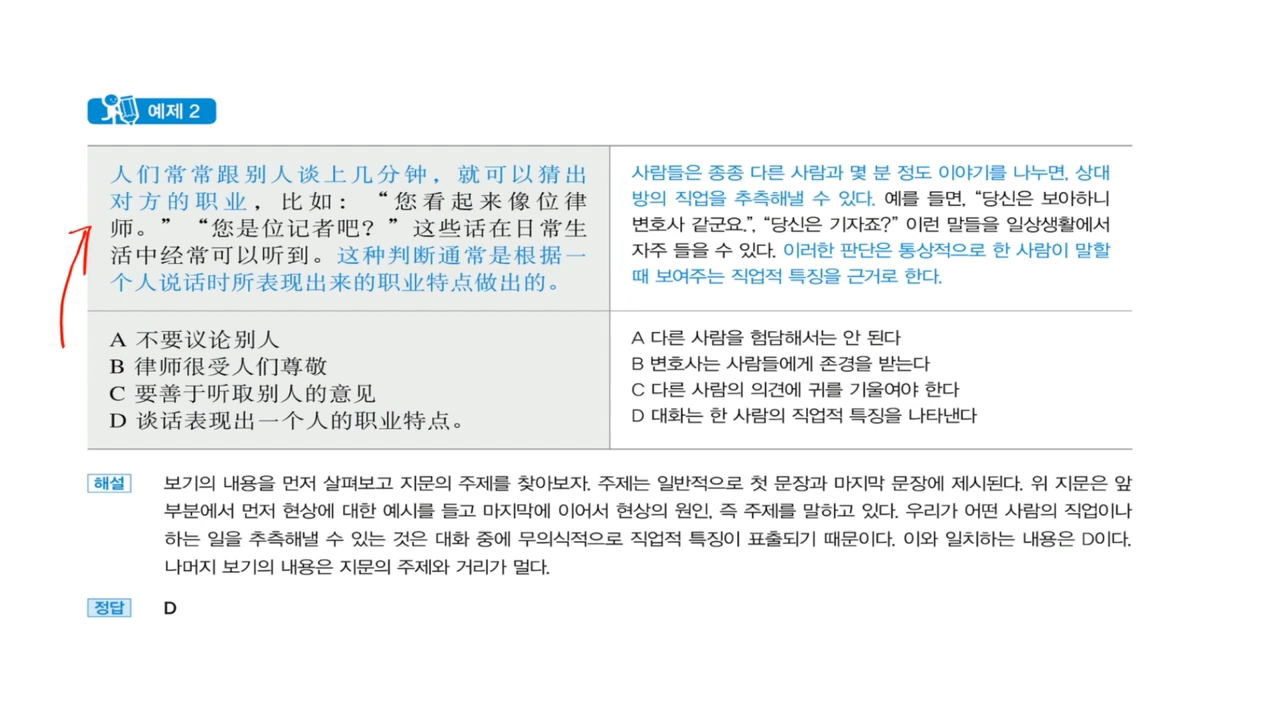 예제 2
人们常常跟别人谈上几分钟，就可以猜出
对方的职业，比如：“您看起来像位律
师。”“您是位记者吧？”这些话在日常生
活中经常可以听到。这种判断通常是根据一
个人说话时所表现出来的职业特点做出的。
사람들은 종종 다른 사람과 몇 분 정도 이야기를 나누면, 상대
방의 직업을 추측해낼 수 있다. 예를 들면, “당신은 보아하니
변호사 같군요.”, “당신은 기자죠?” 이런 말들을 일상생활에서
자주 들을 수 있다. 이러한 판단은 통상적으로 한 사람이 말할
때 보여주는 직업적 특징을 근거로 한다.
A 不要议论别人
B 律师很受人们尊敬
C 要善于听取别人的意见
D 谈话表现出一个人的职业特点。
A 다른 사람을 험담해서는 안 된다
B 변호사는 사람들에게 존경을 받는다
C 다른 사람의 의견에 귀를 기울여야 한다
D 대화는 한 사람의 직업적 특징을 나타낸다
해설 보기의 내용을 먼저 살펴보고 지문의 주제를 찾아보자. 주제는 일반적으로 첫 문장과 마지막 문장에 제시된다. 위 지문은 앞
부분에서 먼저 현상에 대한 예시를 들고 마지막에 이어서 현상의 원인, 즉 주제를 말하고 있다. 우리가 어떤 사람의 직업이나
하는 일을 추측해낼 수 있는 것은 대화 중에 무의식적으로 직업적 특징이 표출되기 때문이다. 이와 일치하는 내용은 D이다.
나머지 보기의 내용은 지문의 주제와 거리가 멀다.
정답 D